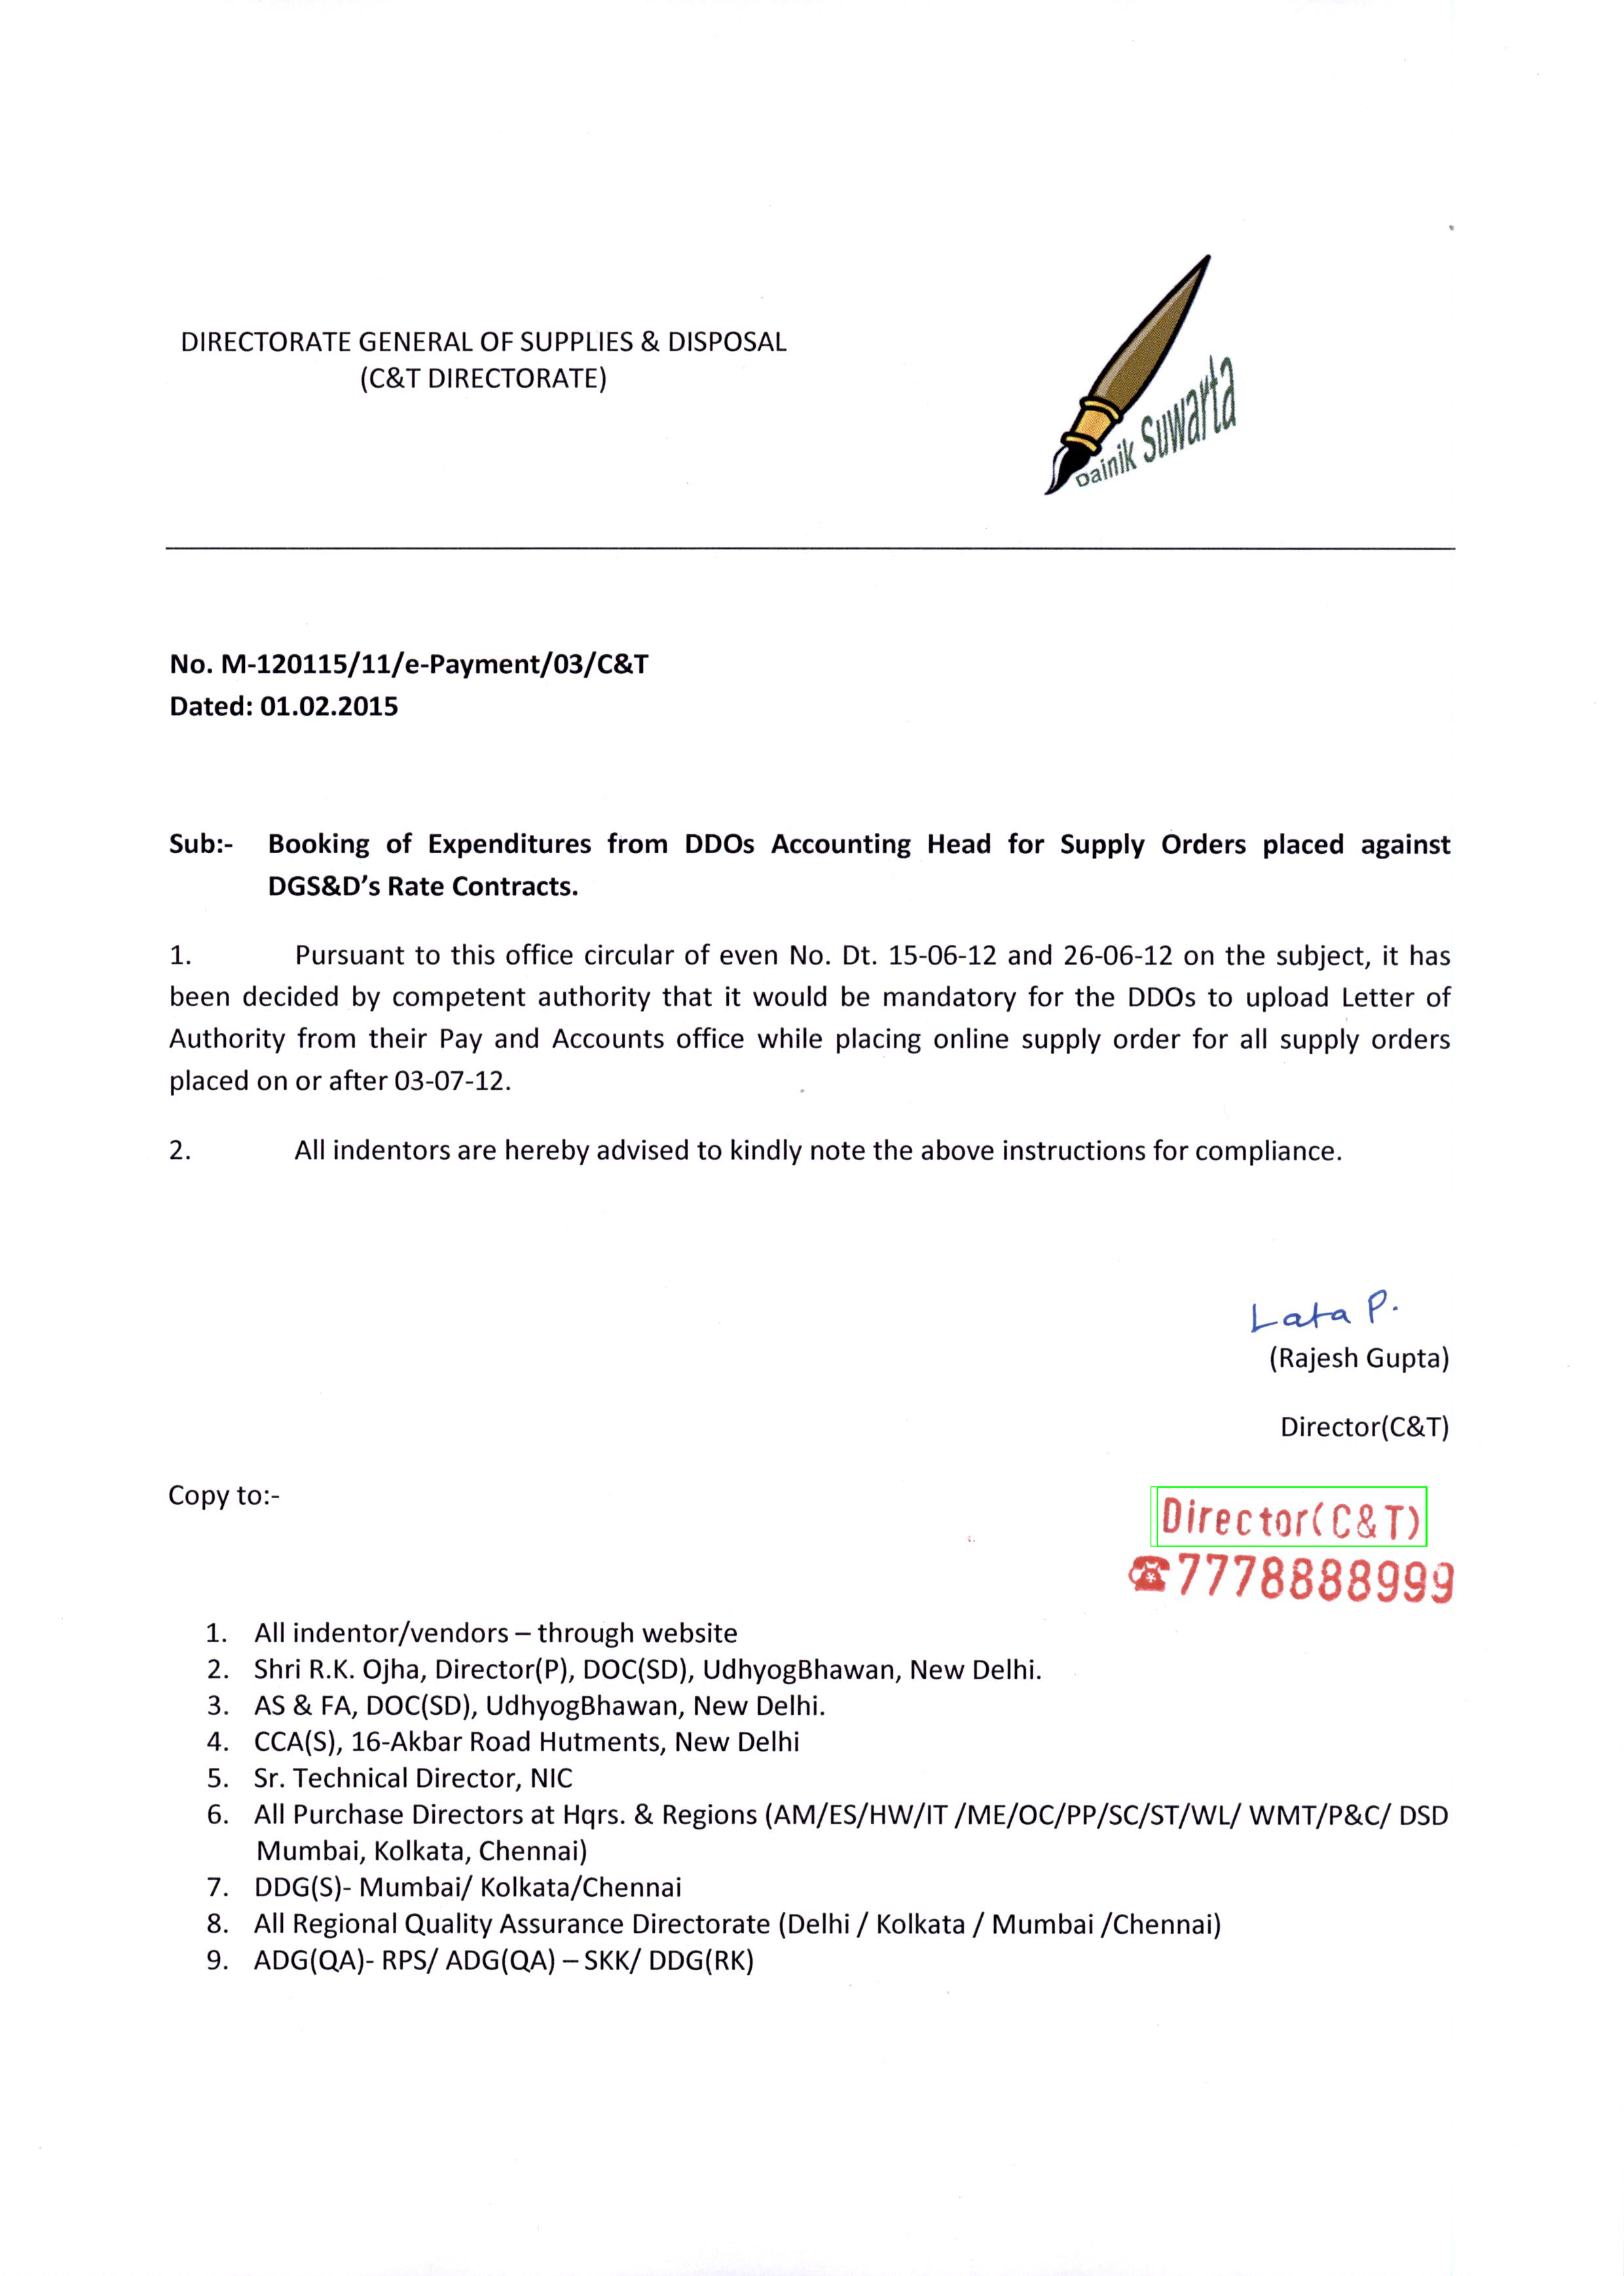 DIRECTORATE GENERAL OF SUPPLIES & DISPOSAL
(C&T DIRECTORATE)
Dainik Suwarta
No. M-120115/11/e-Payment/03/C&T
Dated: 01.02.2015
Sub:- Booking of Expenditures from DDOs Accounting Head for Supply Orders placed against
DGS&D’s Rate Contracts.
1. Pursuant to this office circular of even No. Dt. 15-06-12 and 26-06-12 on the subject, it has
been decided by competent authority that it would be mandatory for the DDOs to upload Letter of
Authority from their Pay and Accounts office while placing online supply order for all supply orders
placed on or after 03-07-12.
2. All indentors are hereby advised to kindly note the above instructions for compliance.
Lata P.
(Rajesh Gupta)
Director(C&T)
Copy to:-
Director(C&T)
☎7778888999
1. All indentor/vendors – through website
2. Shri R.K. Ojha, Director(P), DOC(SD), UdhyogBhawan, New Delhi.
3. AS & FA, DOC(SD), UdhyogBhawan, New Delhi.
4. CCA(S), 16-Akbar Road Hutments, New Delhi
5. Sr. Technical Director, NIC
6. All Purchase Directors at Hqrs. & Regions (AM/ES/HW/IT /ME/OC/PP/SC/ST/WL/ WMT/P&C/ DSD
Mumbai, Kolkata, Chennai)
7. DDG(S)- Mumbai/ Kolkata/Chennai
8. All Regional Quality Assurance Directorate (Delhi / Kolkata / Mumbai /Chennai)
9. ADG(QA)- RPS/ ADG(QA) – SKK/ DDG(RK)